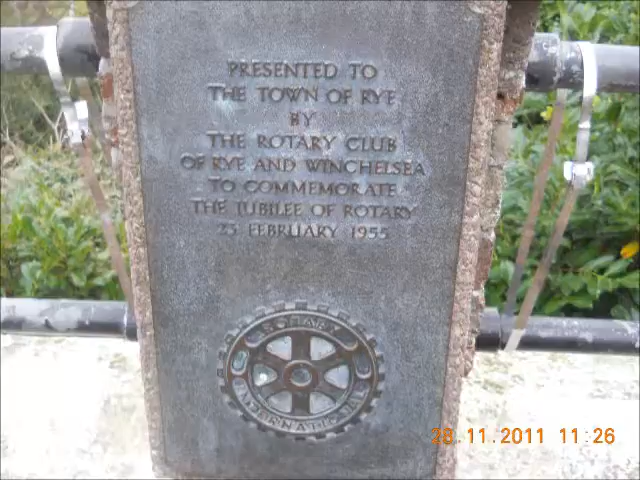 PRESENTED TO
THE TOWN OF RYE
BY
THE ROTARY CLUB
OF RYE AND WINCHELSEA
TO COMMEMORATE
THE JUBILEE OF ROTARY
23 FEBRUARY 1955
ROTARY
INTERNATIONAL
28.11.2011 11:26